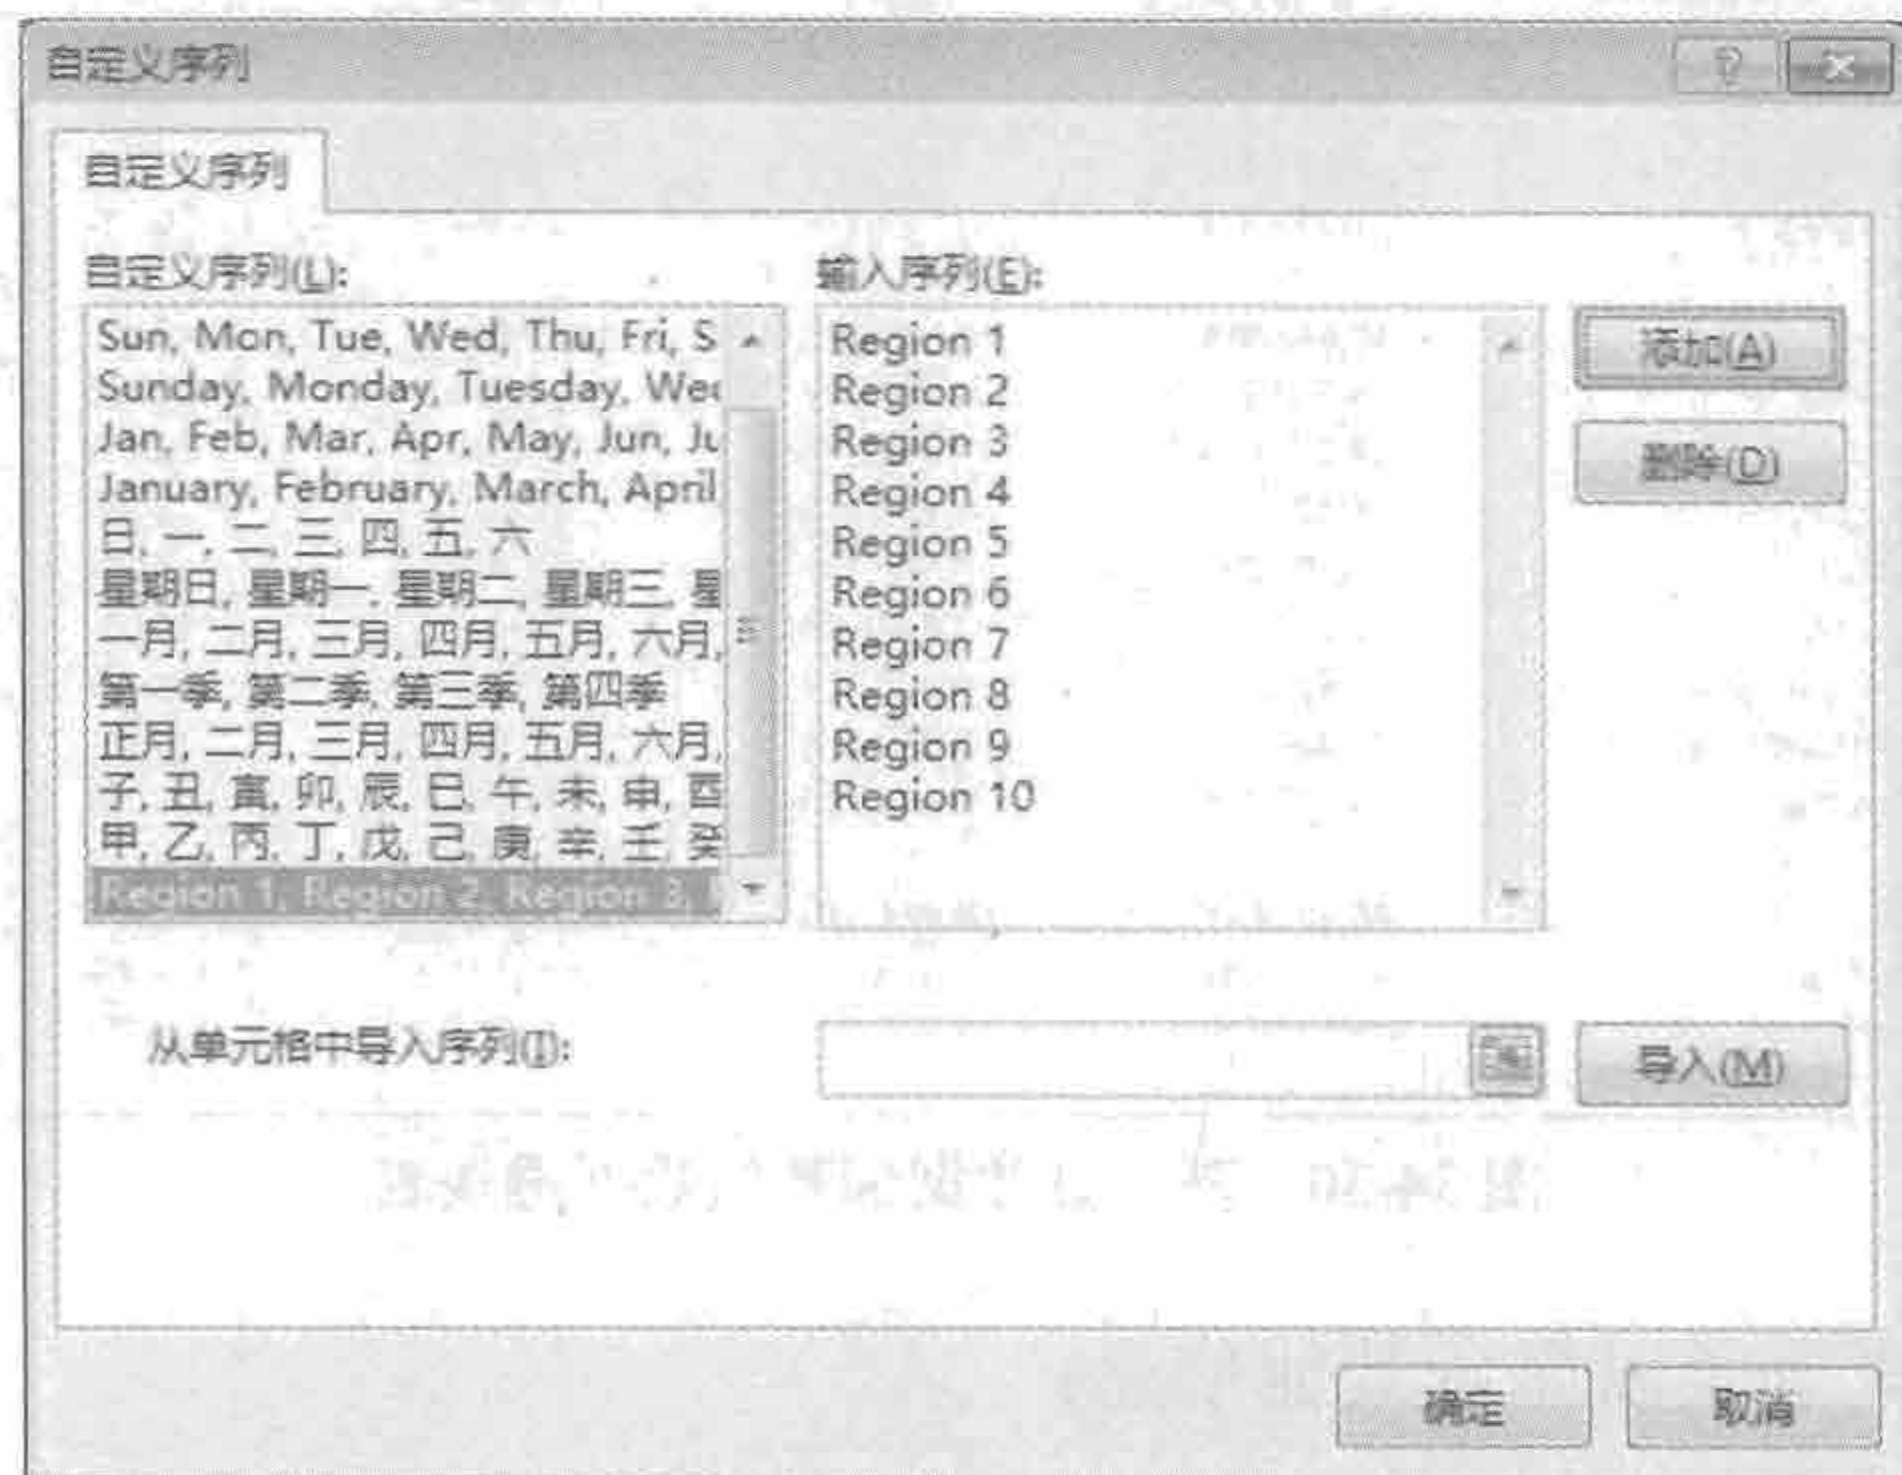 自定义序列
自定义序列
自定义序列(L):
Sun, Mon, Tue, Wed, Thu, Fri, S
Sunday, Monday, Tuesday, Wed
Jan, Feb, Mar, Apr, May, Jun, Ju
January, February, March, April
日, 一, 二, 三, 四, 五, 六
星期日, 星期一, 星期二, 星期三, 星
一月, 二月, 三月, 四月, 五月, 六月,
第一季, 第二季, 第三季, 第四季
正月, 二月, 三月, 四月, 五月, 六月,
子, 丑, 寅, 卯, 辰, 巳, 午, 未, 申, 酉
甲, 乙, 丙, 丁, 戊, 己, 庚, 辛, 壬, 癸
Region 1, Region 2, Region 3,
输入序列(E):
Region 1
Region 2
Region 3
Region 4
Region 5
Region 6
Region 7
Region 8
Region 9
Region 10
添加(A)
删除(D)
从单元格中导入序列(I):
导入(M)
确定
取消